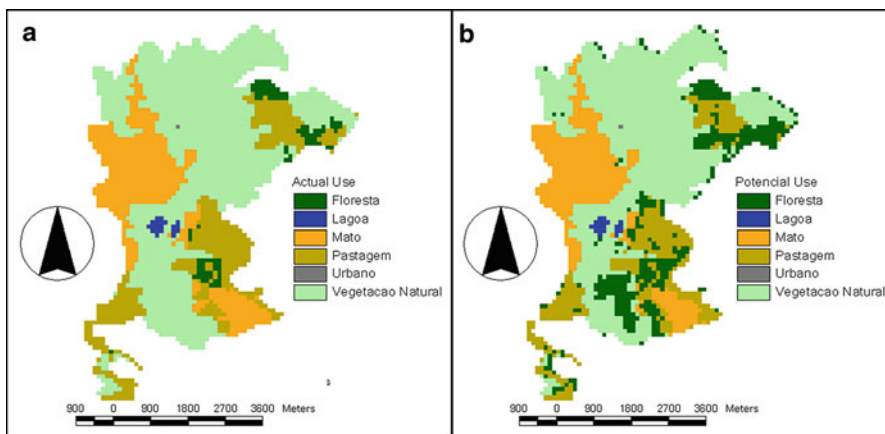 a
Actual Use
Floresta
Lagoa
Mato
Pastagem
Urbano
Vegetacao Natural
900 0 900 1800 2700 3600 Meters
b
Potencial Use
Floresta
Lagoa
Mato
Pastagem
Urbano
Vegetacao Natural
900 0 900 1800 2700 3600 Meters